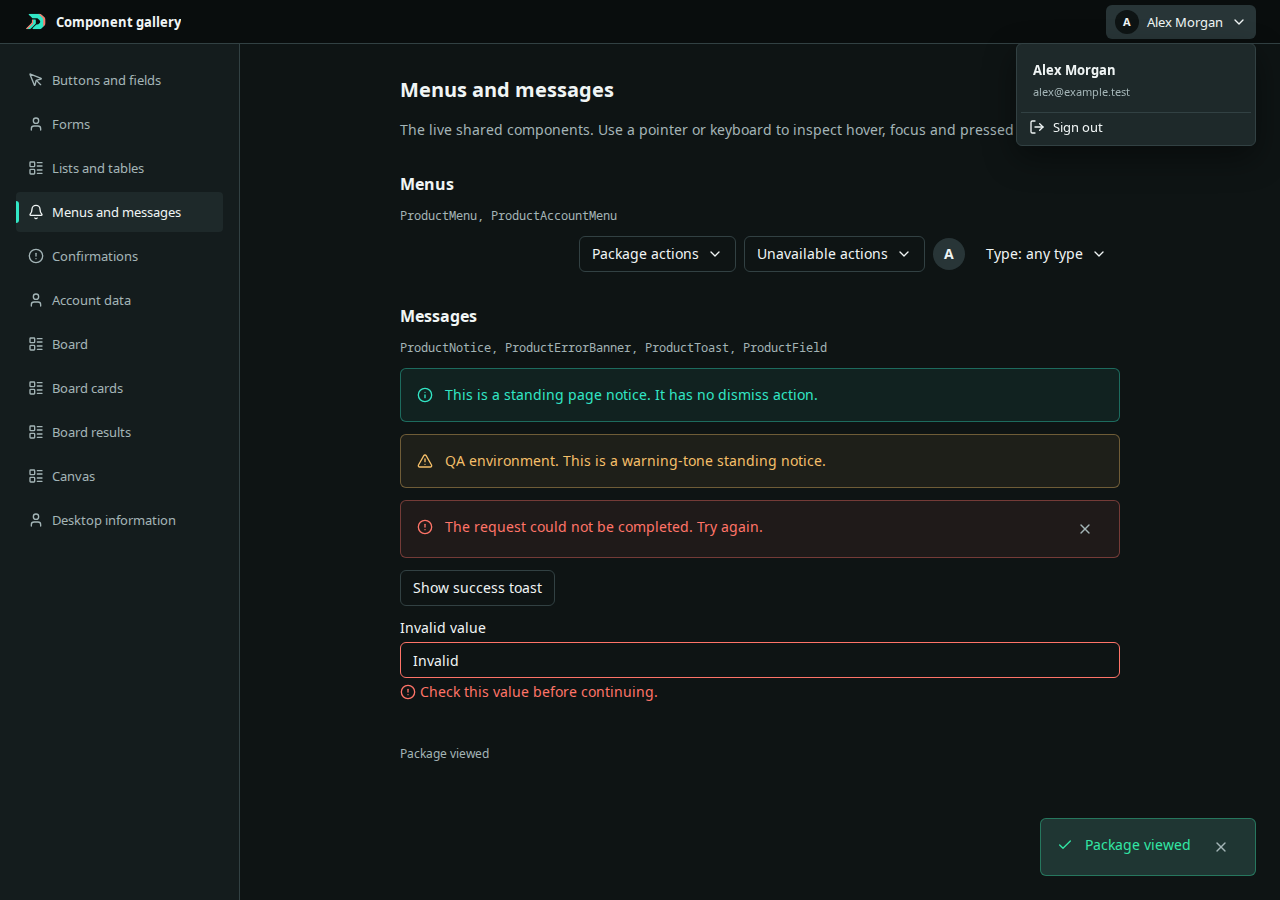 Component gallery
A Alex Morgan
Alex Morgan
alex@example.test
Sign out
Buttons and fields
Forms
Lists and tables
Menus and messages
Confirmations
Account data
Board
Board cards
Board results
Canvas
Desktop information
Menus and messages
The live shared components. Use a pointer or keyboard to inspect hover, focus and pressed
Menus
ProductMenu, ProductAccountMenu
Package actions Unavailable actions A Type: any type
Messages
ProductNotice, ProductErrorBanner, ProductToast, ProductField
This is a standing page notice. It has no dismiss action.
QA environment. This is a warning-tone standing notice.
The request could not be completed. Try again.
Show success toast
Invalid value
Invalid
Check this value before continuing.
Package viewed
Package viewed